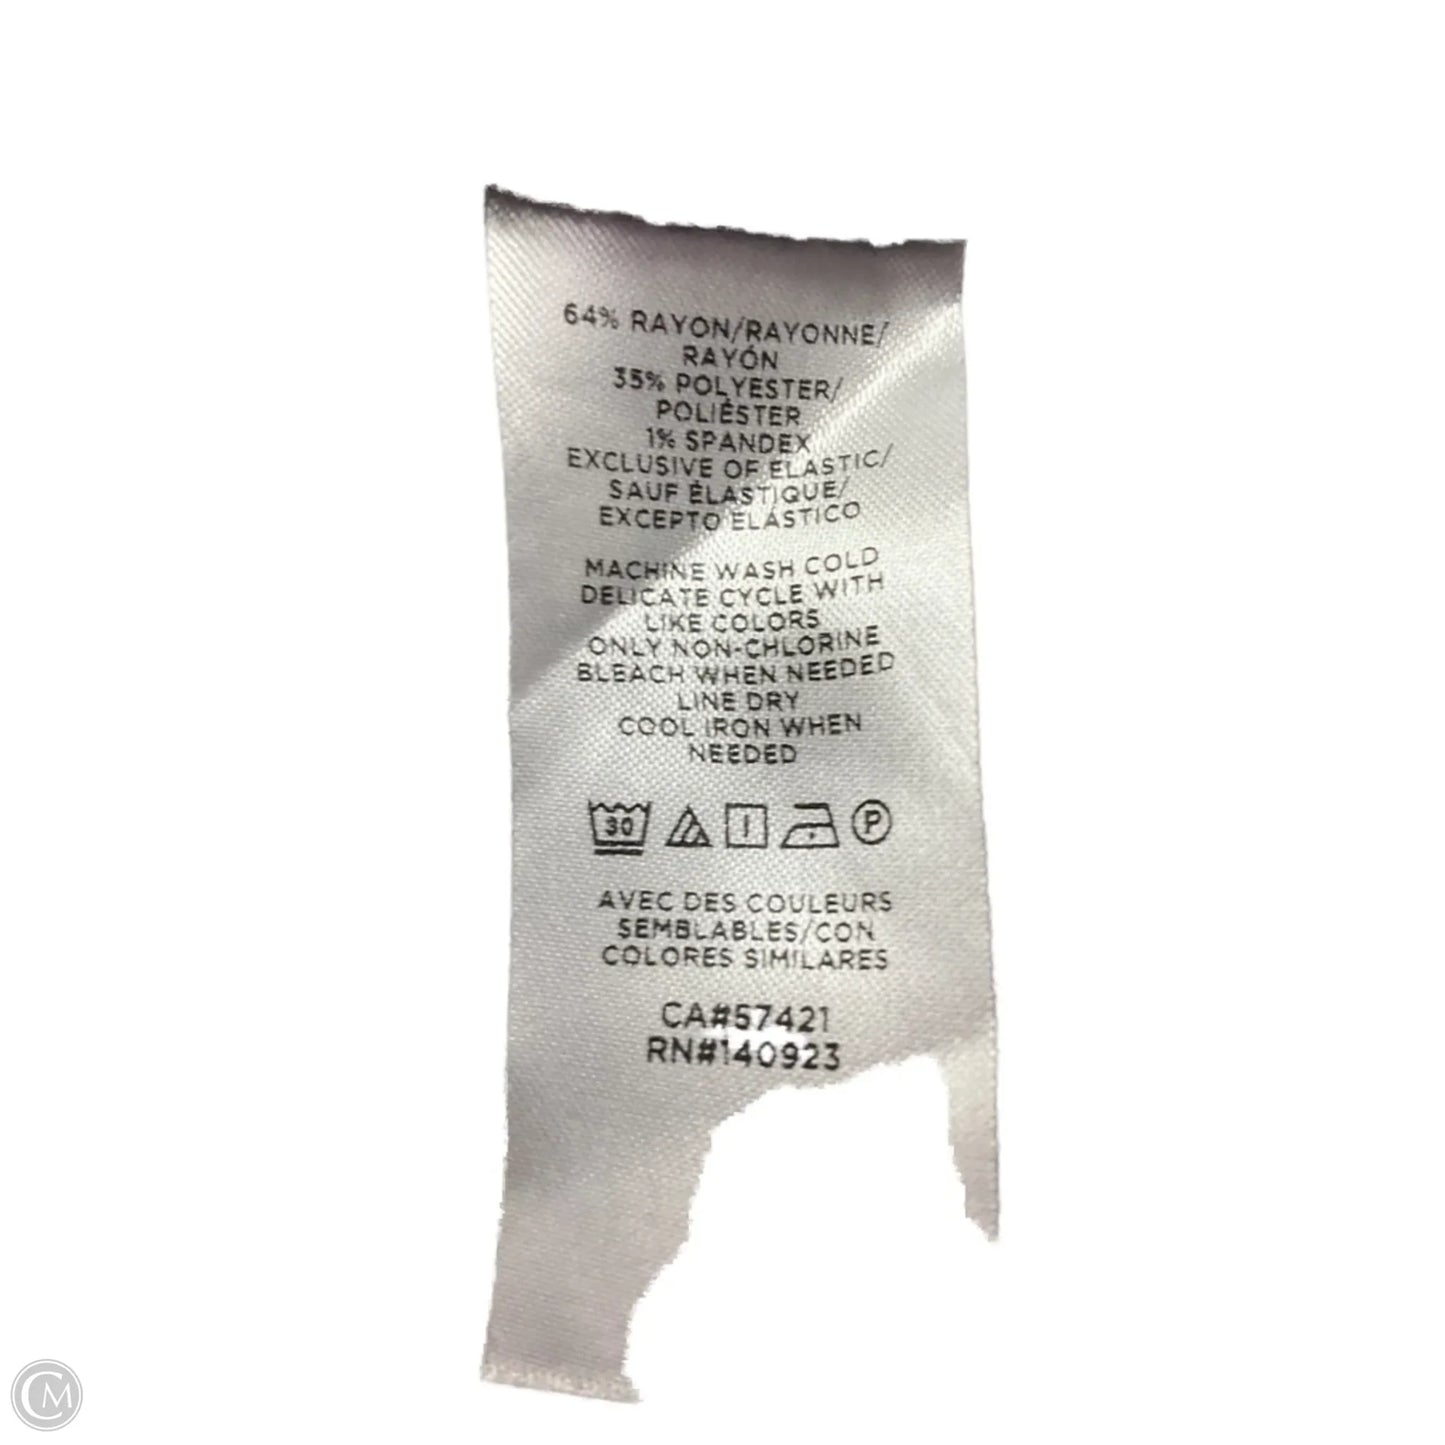 64% RAYON/RAYONNE/
RAYÓN
35% POLYESTER/
POLIÉSTER
1% SPANDEX
EXCLUSIVE OF ELASTIC/
SAUF ÉLASTIQUE/
EXCEPTO ELÁSTICO
MACHINE WASH COLD
DELICATE CYCLE WITH
LIKE COLORS
ONLY NON-CHLORINE
BLEACH WHEN NEEDED
LINE DRY
COOL IRON WHEN
NEEDED
30 P
AVEC DES COULEURS
SEMBLABLES/CON
COLORES SIMILARES
CA#57421
RN#140923
CM